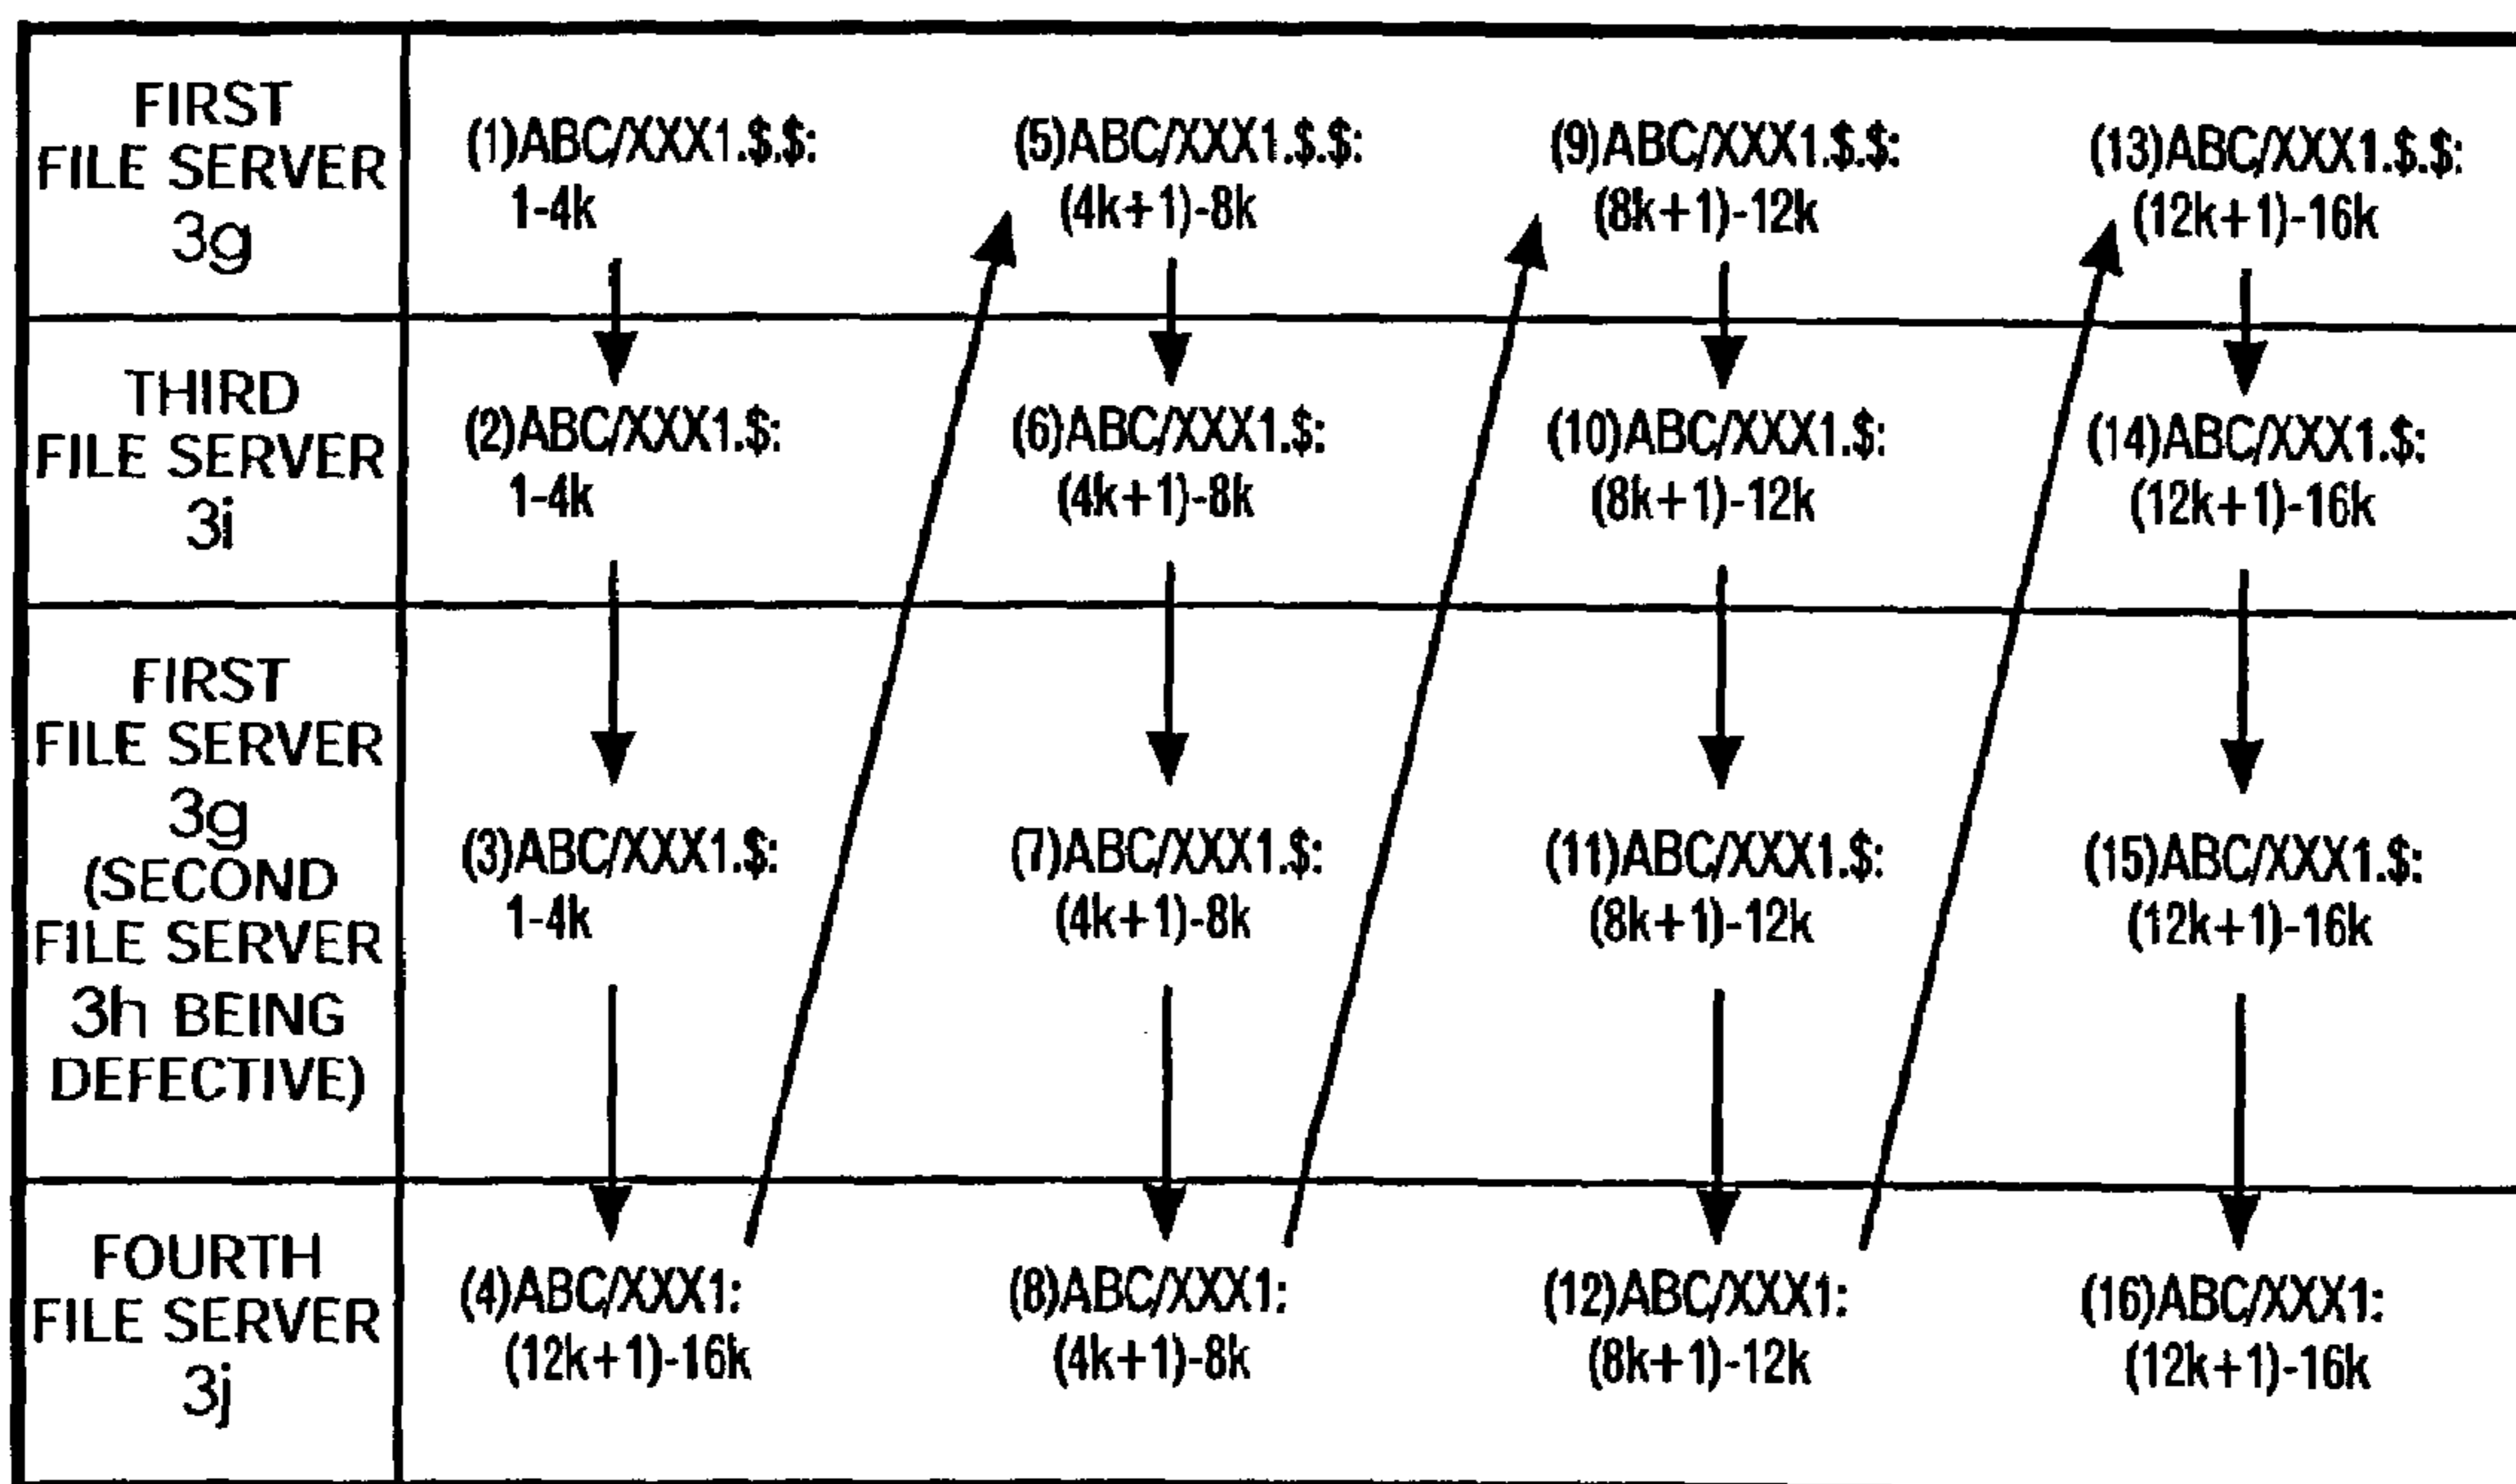 FIRST
FILE SERVER
3g
(1)ABC/XXX1.$.$:
1-4k
(5)ABC/XXX1.$.$:
(4k+1)-8k
(9)ABC/XXX1.$.$:
(8k+1)-12k
(13)ABC/XXX1.$.$:
(12k+1)-16k
THIRD
FILE SERVER
3i
(2)ABC/XXX1.$:
1-4k
(6)ABC/XXX1.$:
(4k+1)-8k
(10)ABC/XXX1.$:
(8k+1)-12k
(14)ABC/XXX1.$:
(12k+1)-16k
FIRST
FILE SERVER
3g
(SECOND
FILE SERVER
3h BEING
DEFECTIVE)
(3)ABC/XXX1.$:
1-4k
(7)ABC/XXX1.$:
(4k+1)-8k
(11)ABC/XXX1.$:
(8k+1)-12k
(15)ABC/XXX1.$:
(12k+1)-16k
FOURTH
FILE SERVER
3j
(4)ABC/XXX1:
(12k+1)-16k
(8)ABC/XXX1:
(4k+1)-8k
(12)ABC/XXX1:
(8k+1)-12k
(16)ABC/XXX1:
(12k+1)-16k